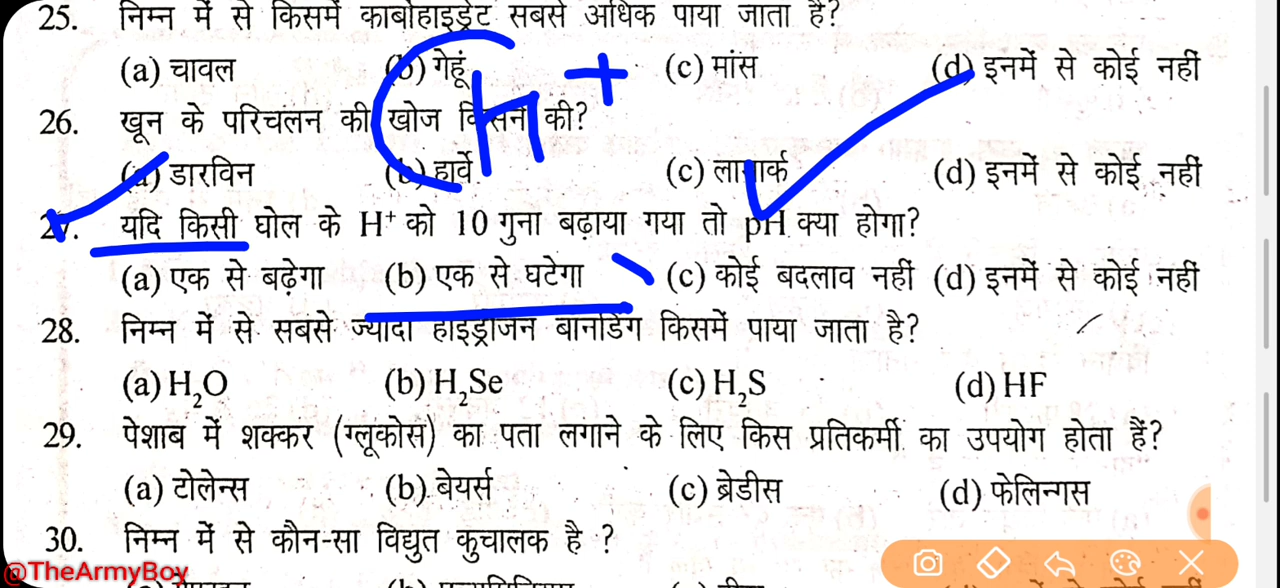 25. निम्न में से किसमें कार्बोहाइड्रेट सबसे अधिक पाया जाता है?
(a) चावल (b) गेहूं (c) मांस (d) इनमें से कोई नहीं
H⁺
26. खून के परिचलन की खोज किसने की?
(a) डारविन (b) हार्वे (c) लामार्क (d) इनमें से कोई नहीं
27. यदि किसी घोल के H⁺ को 10 गुना बढ़ाया गया तो pH क्या होगा?
(a) एक से बढ़ेगा (b) एक से घटेगा (c) कोई बदलाव नहीं (d) इनमें से कोई नहीं
28. निम्न में से सबसे ज्यादा हाइड्रोजन बानडिंग किसमें पाया जाता है?
(a) H₂O (b) H₂Se (c) H₂S (d) HF
29. पेशाब में शक्कर (ग्लूकोस) का पता लगाने के लिए किस प्रतिकर्मी का उपयोग होता हैं?
(a) टोलेन्स (b) बेयर्स (c) ब्रेडीस (d) फेलिन्गस
30. निम्न में से कौन-सा विद्युत कुचालक है ?
@TheArmyBoy